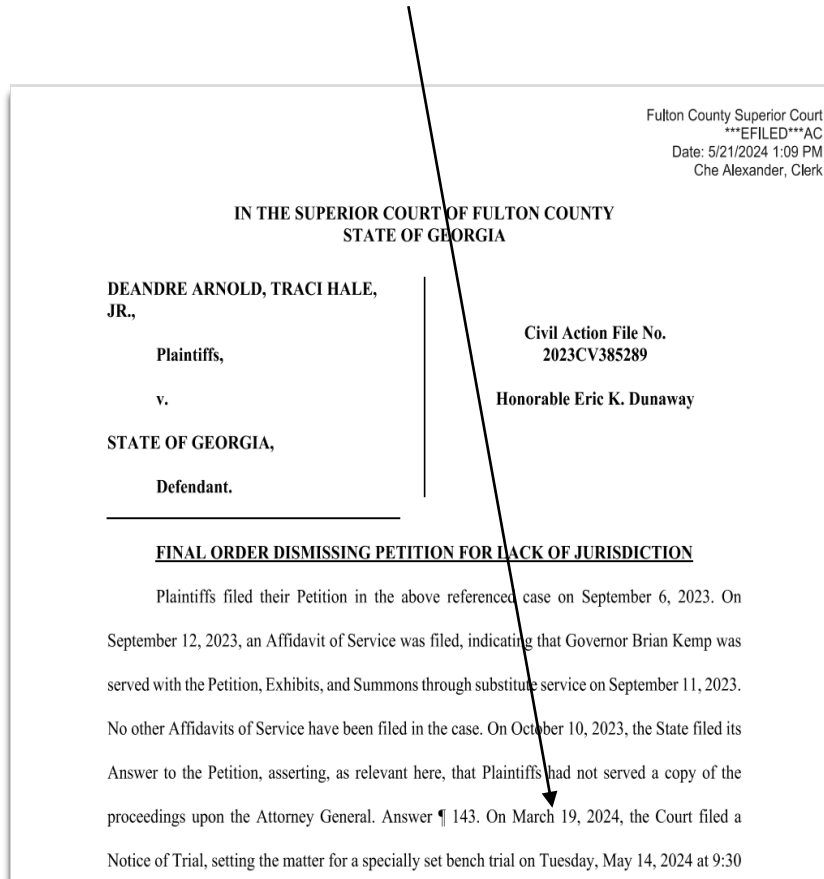 Fulton County Superior Court
***EFILED***AC
Date: 5/21/2024 1:09 PM
Che Alexander, Clerk
IN THE SUPERIOR COURT OF FULTON COUNTY
STATE OF GEORGIA
DEANDRE ARNOLD, TRACI HALE,
JR.,
Plaintiffs,
v.
STATE OF GEORGIA,
Defendant.
Civil Action File No.
2023CV385289
Honorable Eric K. Dunaway
FINAL ORDER DISMISSING PETITION FOR LACK OF JURISDICTION
Plaintiffs filed their Petition in the above referenced case on September 6, 2023. On
September 12, 2023, an Affidavit of Service was filed, indicating that Governor Brian Kemp was
served with the Petition, Exhibits, and Summons through substitute service on September 11, 2023.
No other Affidavits of Service have been filed in the case. On October 10, 2023, the State filed its
Answer to the Petition, asserting, as relevant here, that Plaintiffs had not served a copy of the
proceedings upon the Attorney General. Answer ¶ 143. On March 19, 2024, the Court filed a
Notice of Trial, setting the matter for a specially set bench trial on Tuesday, May 14, 2024 at 9:30